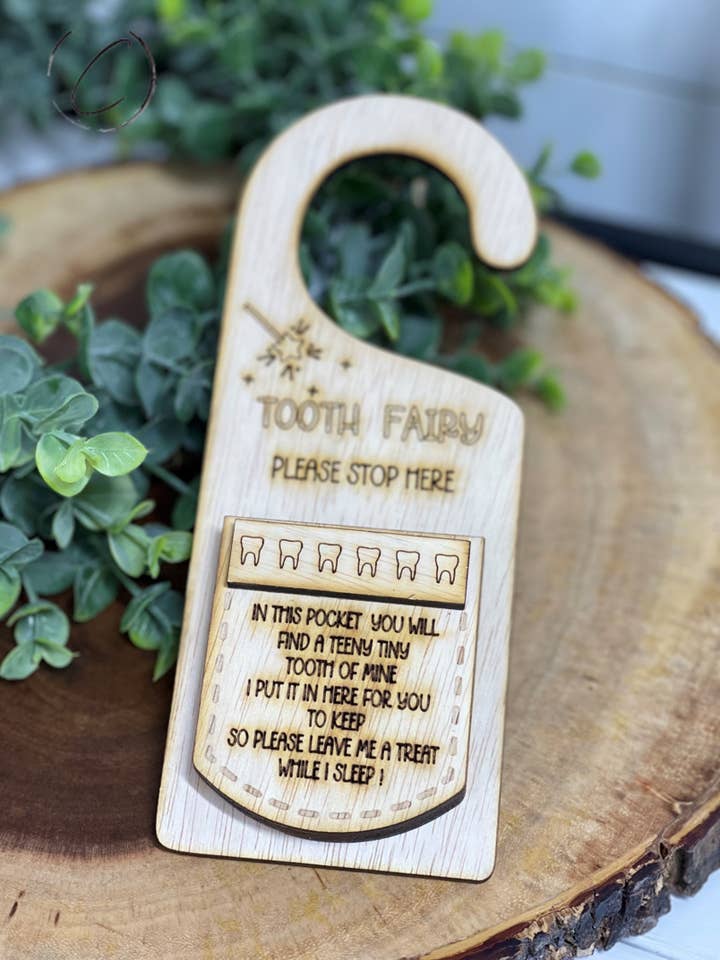 TOOTH FAIRY
PLEASE STOP HERE
IN THIS POCKET YOU WILL
FIND A TEENY TINY
TOOTH OF MINE
I PUT IT IN HERE FOR YOU
TO KEEP
SO PLEASE LEAVE ME A TREAT
WHILE I SLEEP !